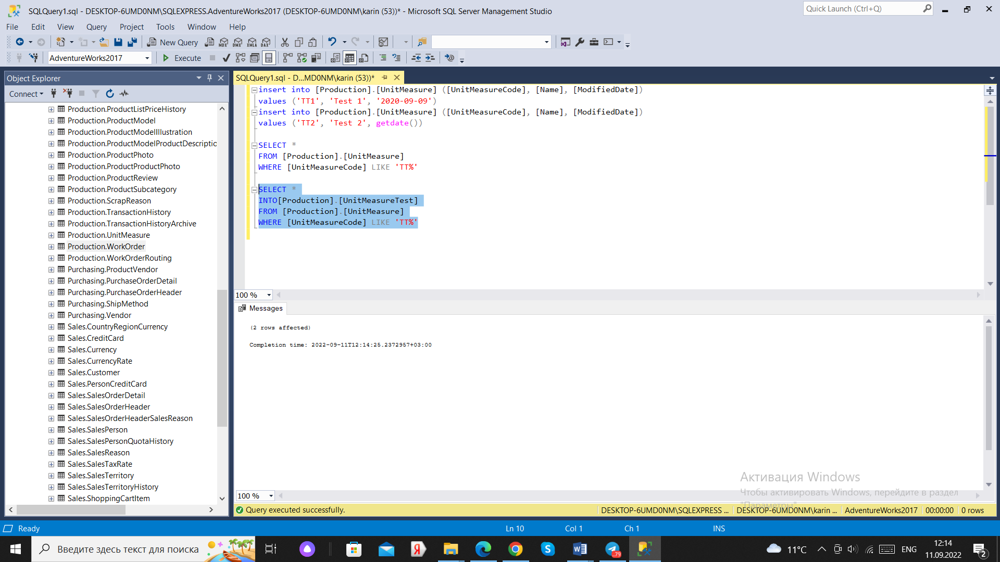 SQLQuery1.sql - DESKTOP-6UMD0NM\SQLEXPRESS.AdventureWorks2017 (DESKTOP-6UMD0NM\karin (53))* - Microsoft SQL Server Management Studio
Quick Launch (Ctrl+Q)
File Edit View Query Project Tools Window Help
New Query MDX DMX XMLA DAX
AdventureWorks2017 Execute
Object Explorer
Connect
Production.ProductListPriceHistory
Production.ProductModel
Production.ProductModelIllustration
Production.ProductModelProductDescriptio
Production.ProductPhoto
Production.ProductProductPhoto
Production.ProductReview
Production.ProductSubcategory
Production.ScrapReason
Production.TransactionHistory
Production.TransactionHistoryArchive
Production.UnitMeasure
Production.WorkOrder
Production.WorkOrderRouting
Purchasing.ProductVendor
Purchasing.PurchaseOrderDetail
Purchasing.PurchaseOrderHeader
Purchasing.ShipMethod
Purchasing.Vendor
Sales.CountryRegionCurrency
Sales.CreditCard
Sales.Currency
Sales.CurrencyRate
Sales.Customer
Sales.PersonCreditCard
Sales.SalesOrderDetail
Sales.SalesOrderHeader
Sales.SalesOrderHeaderSalesReason
Sales.SalesPerson
Sales.SalesPersonQuotaHistory
Sales.SalesReason
Sales.SalesTaxRate
Sales.SalesTerritory
Sales.SalesTerritoryHistory
Sales.ShoppingCartItem
SQLQuery1.sql - D...MD0NM\karin (53))*
insert into [Production].[UnitMeasure] ([UnitMeasureCode], [Name], [ModifiedDate])
values ('TT1', 'Test 1', '2020-09-09')
insert into [Production].[UnitMeasure] ([UnitMeasureCode], [Name], [ModifiedDate])
values ('TT2', 'Test 2', getdate())
SELECT *
FROM [Production].[UnitMeasure]
WHERE [UnitMeasureCode] LIKE 'TT%'
SELECT *
INTO[Production].[UnitMeasureTest]
FROM [Production].[UnitMeasure]
WHERE [UnitMeasureCode] LIKE 'TT%'
100 %
Messages
(2 rows affected)
Completion time: 2022-09-11T12:14:25.2372957+03:00
Активация Windows
Чтобы активировать Windows, перейдите в раздел
"Параметры".
100 %
Query executed successfully.
DESKTOP-6UMD0NM\SQLEXPRESS ... DESKTOP-6UMD0NM\karin ... AdventureWorks2017 00:00:00 0 rows
Ready Ln 10 Col 1 Ch 1 INS
Введите здесь текст для поиска
79
11°C ENG
12:14
11.09.2022
2